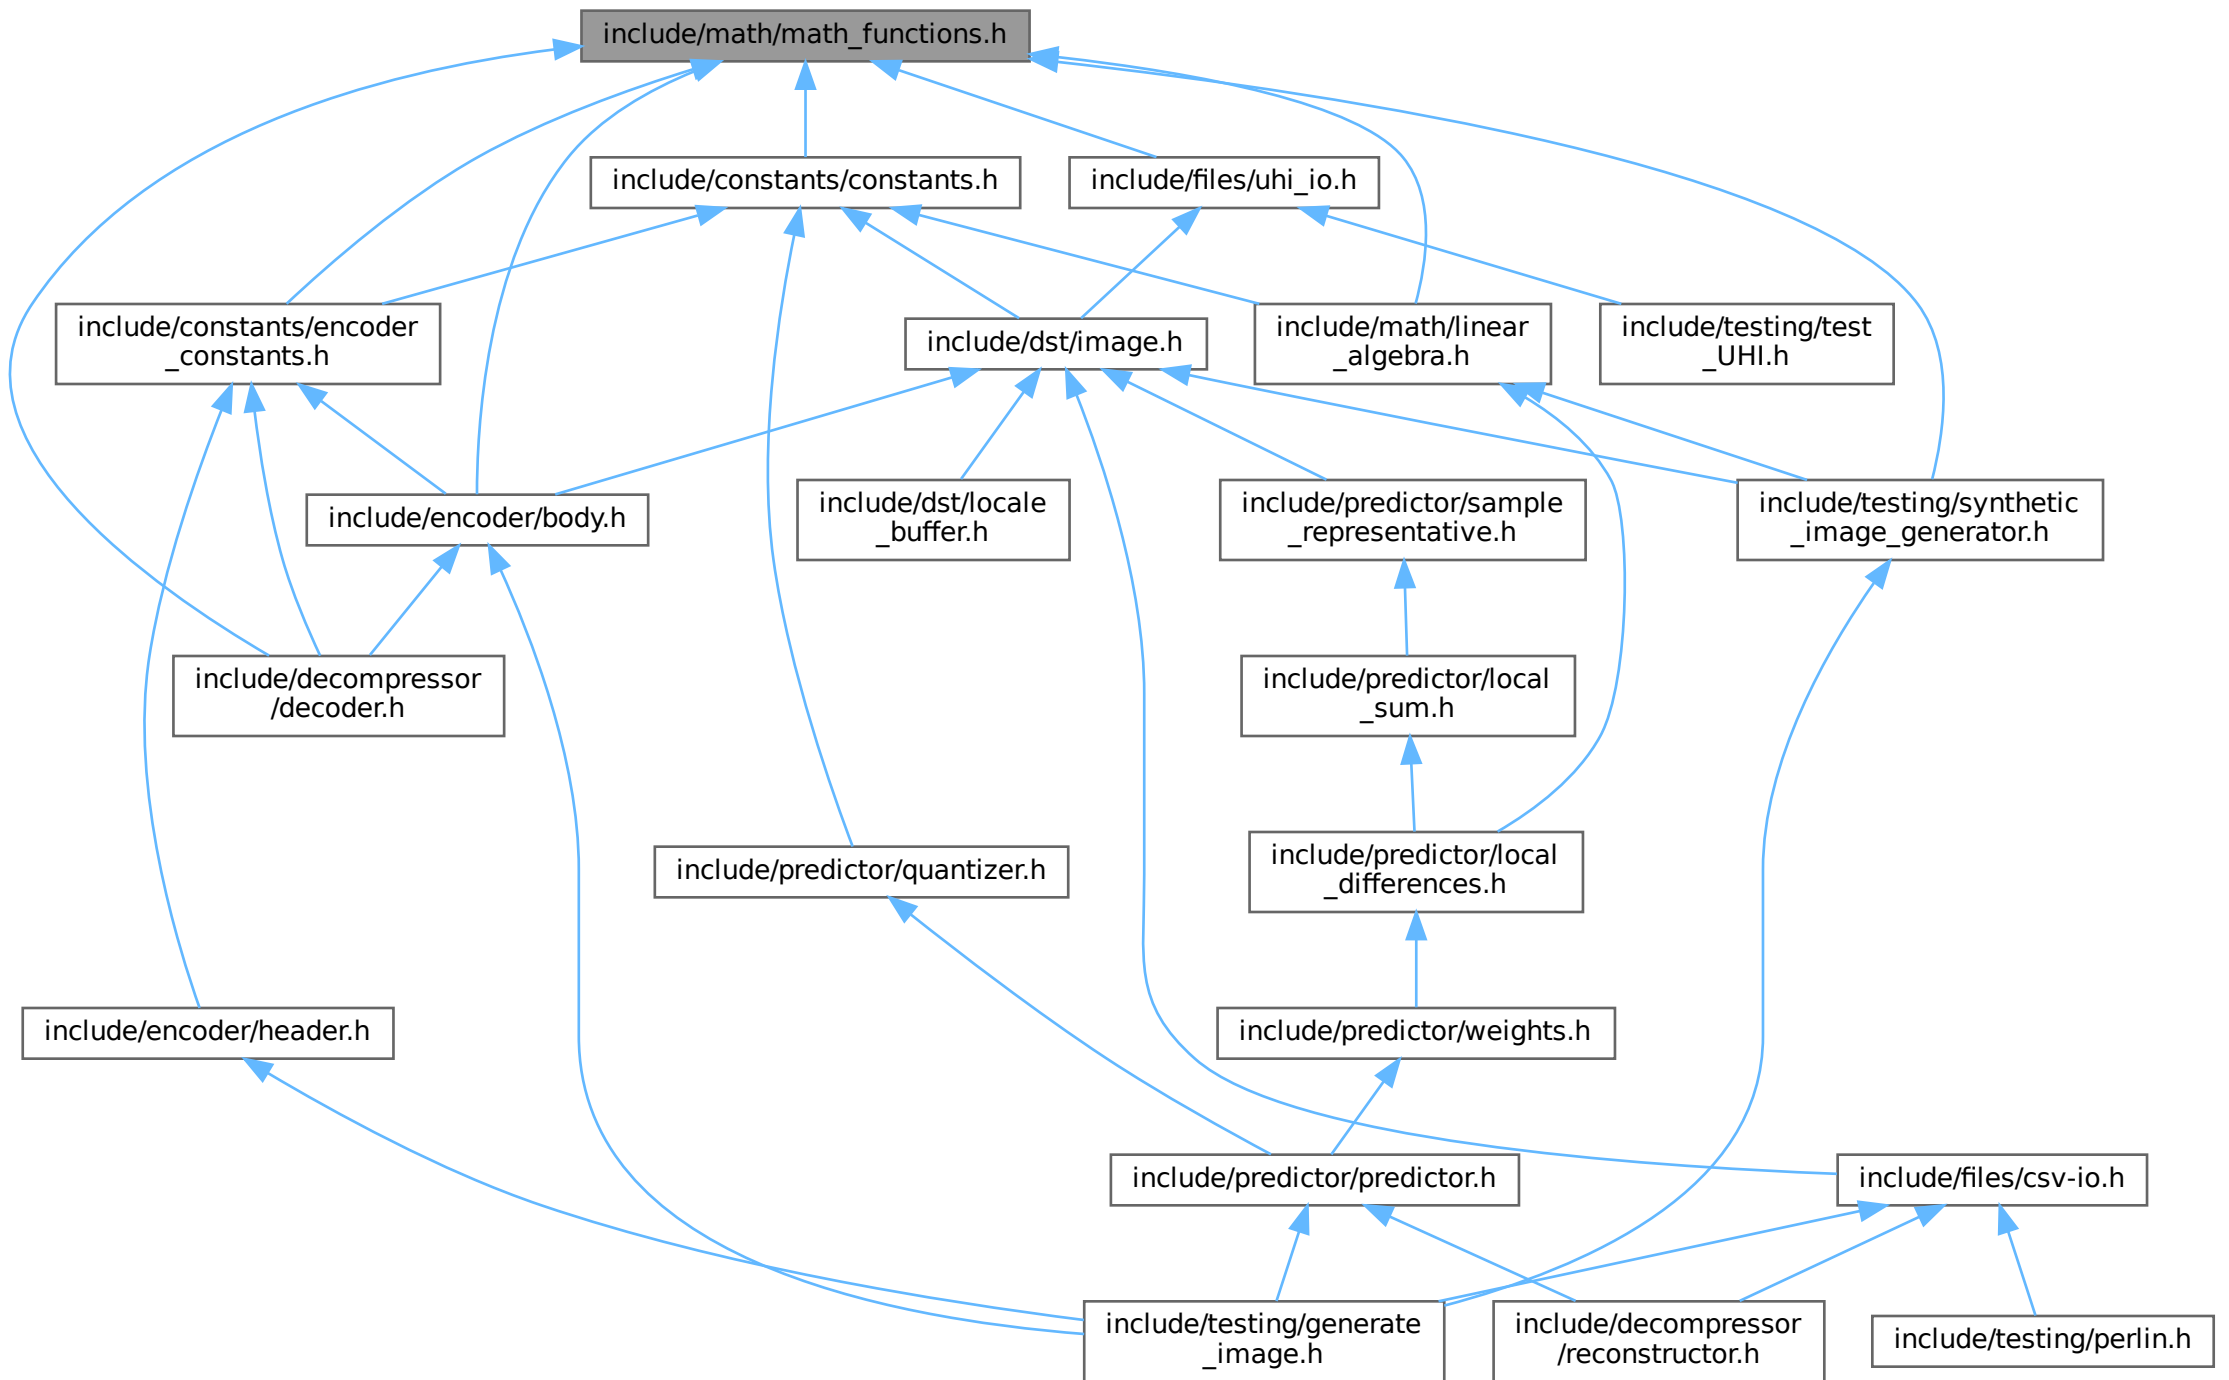 include/math/math_functions.h
include/constants/constants.h
include/files/uhi_io.h
include/constants/encoder
_constants.h
include/dst/image.h
include/math/linear
_algebra.h
include/testing/test
_UHI.h
include/encoder/body.h
include/dst/locale
_buffer.h
include/predictor/sample
_representative.h
include/testing/synthetic
_image_generator.h
include/decompressor
/decoder.h
include/predictor/local
_sum.h
include/predictor/quantizer.h
include/predictor/local
_differences.h
include/encoder/header.h
include/predictor/weights.h
include/predictor/predictor.h
include/files/csv-io.h
include/testing/generate
_image.h
include/decompressor
/reconstructor.h
include/testing/perlin.h